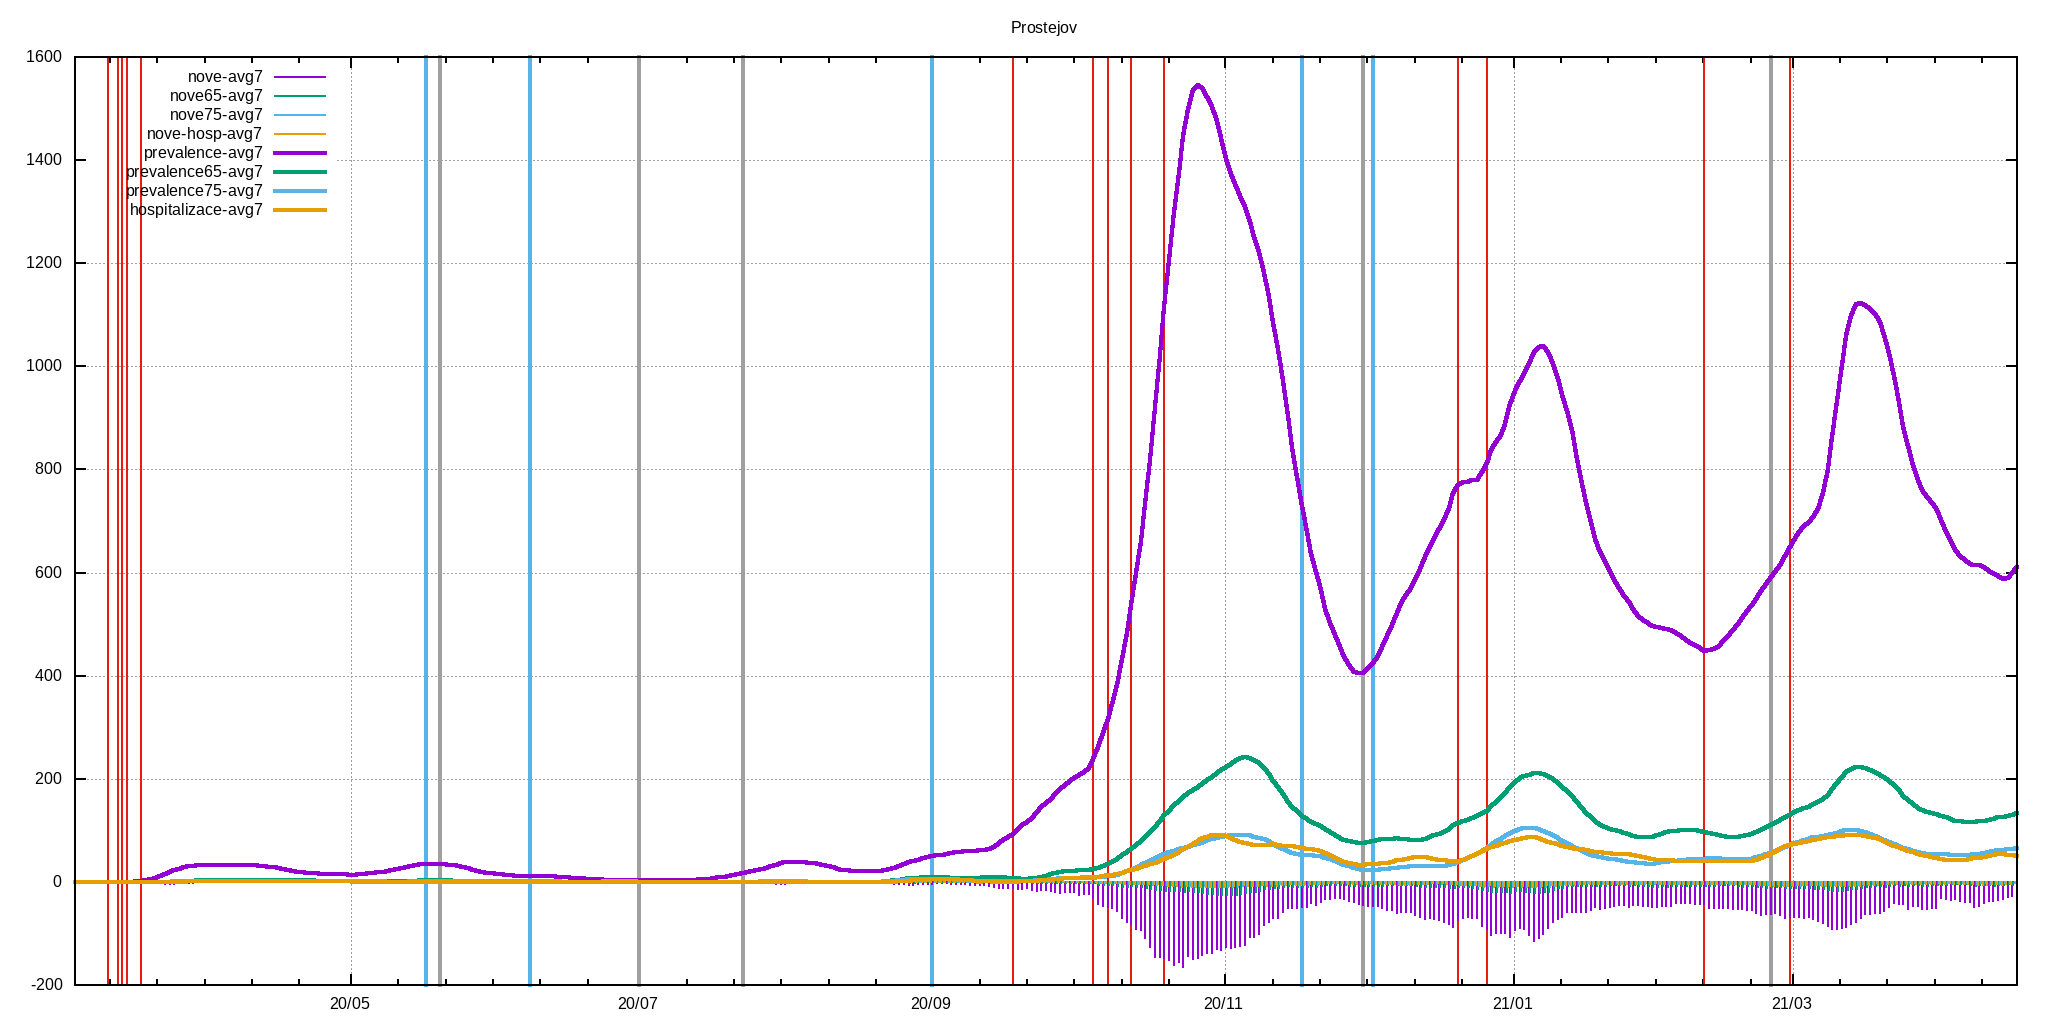 Prostejov
1600
1400
1200
1000
800
600
400
200
0
-200
nove-avg7
nove65-avg7
nove75-avg7
nove-hosp-avg7
prevalence-avg7
prevalence65-avg7
prevalence75-avg7
hospitalizace-avg7
20/05
20/07
20/09
20/11
21/01
21/03